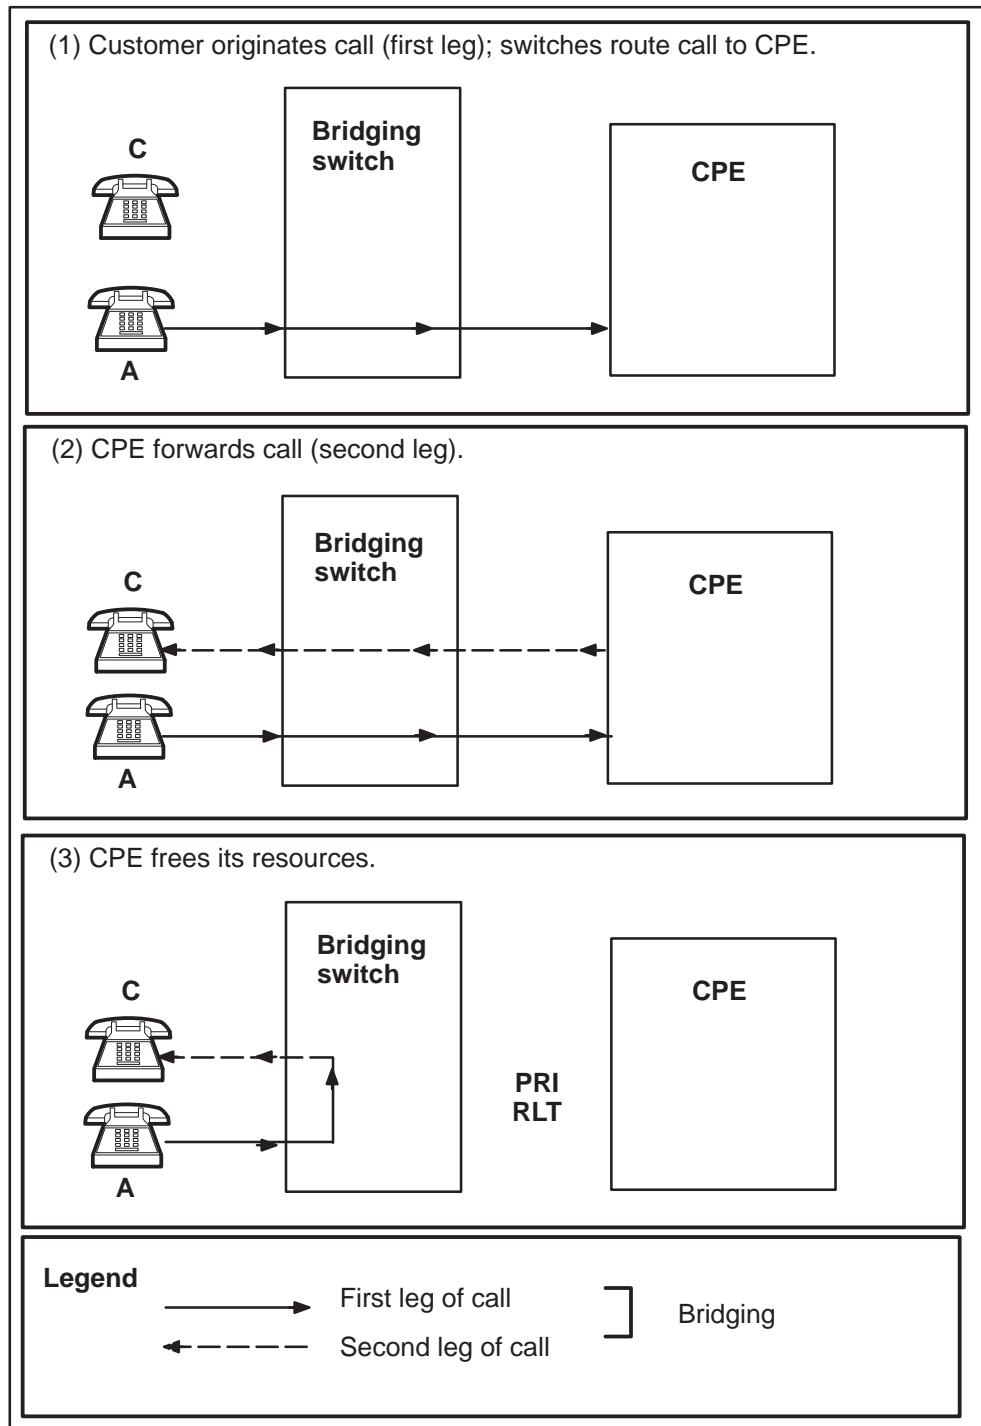 (1) Customer originates call (first leg); switches route call to CPE.
Bridging
switch
CPE
C
A
(2) CPE forwards call (second leg).
Bridging
switch
CPE
C
A
(3) CPE frees its resources.
Bridging
switch
CPE
C
PRI
RLT
A
Legend
First leg of call
Second leg of call
Bridging